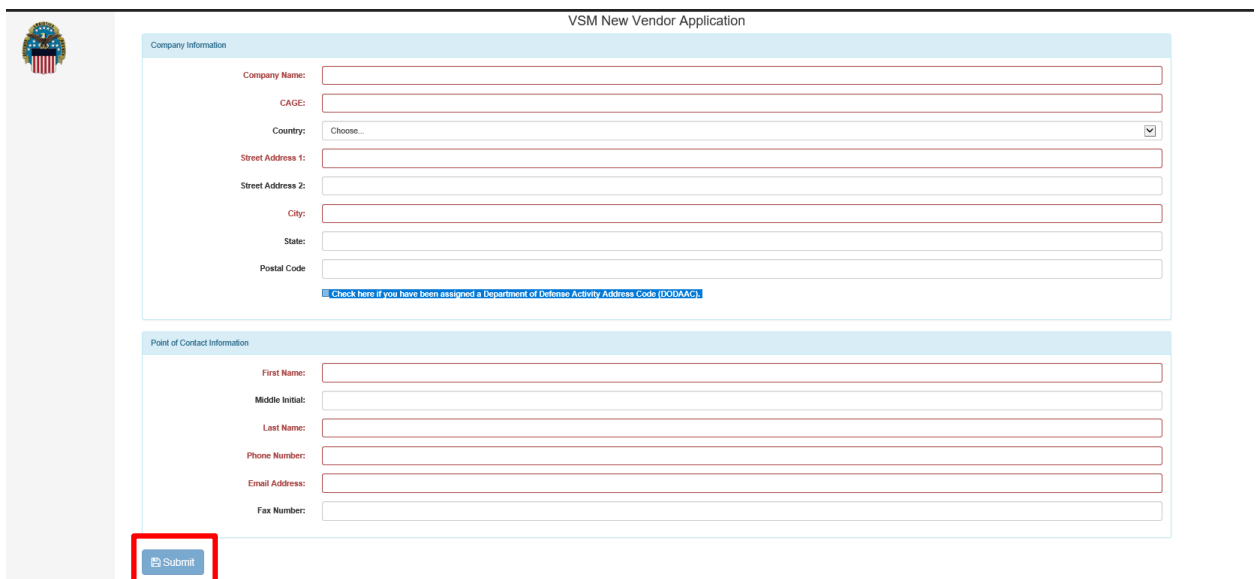 VSM New Vendor Application
Company Information
Company Name:
CAGE:
Country: Choose...
Street Address 1:
Street Address 2:
City:
State:
Postal Code
Check here if you have been assigned a Department of Defense Activity Address Code (DODAAC).
Point of Contact Information
First Name:
Middle Initial:
Last Name:
Phone Number:
Email Address:
Fax Number:
Submit